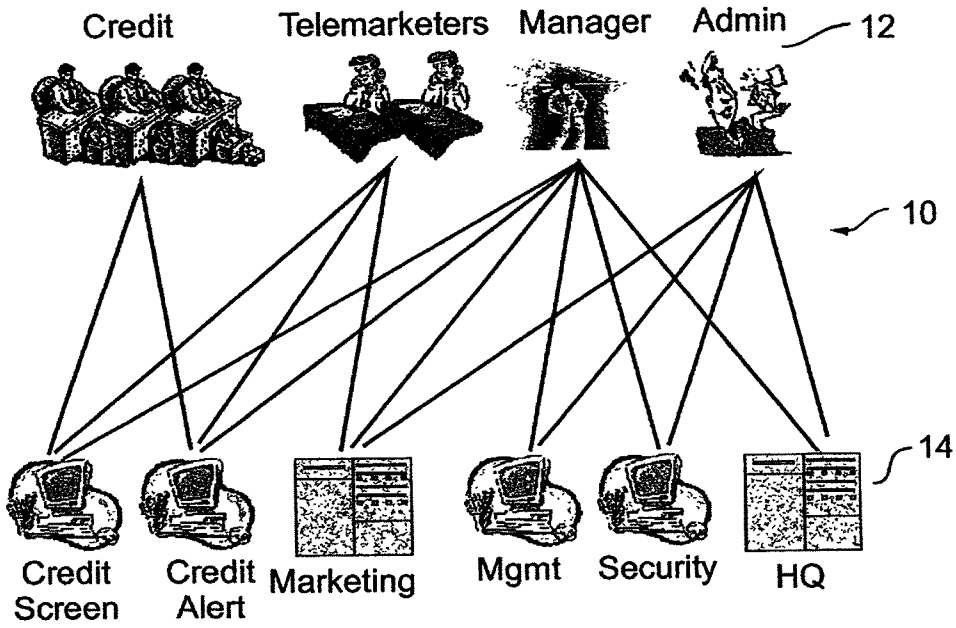 Credit
Telemarketers
Manager
Admin
12
10
14
Credit
Screen
Credit
Alert
Marketing
Mgmt
Security
HQ